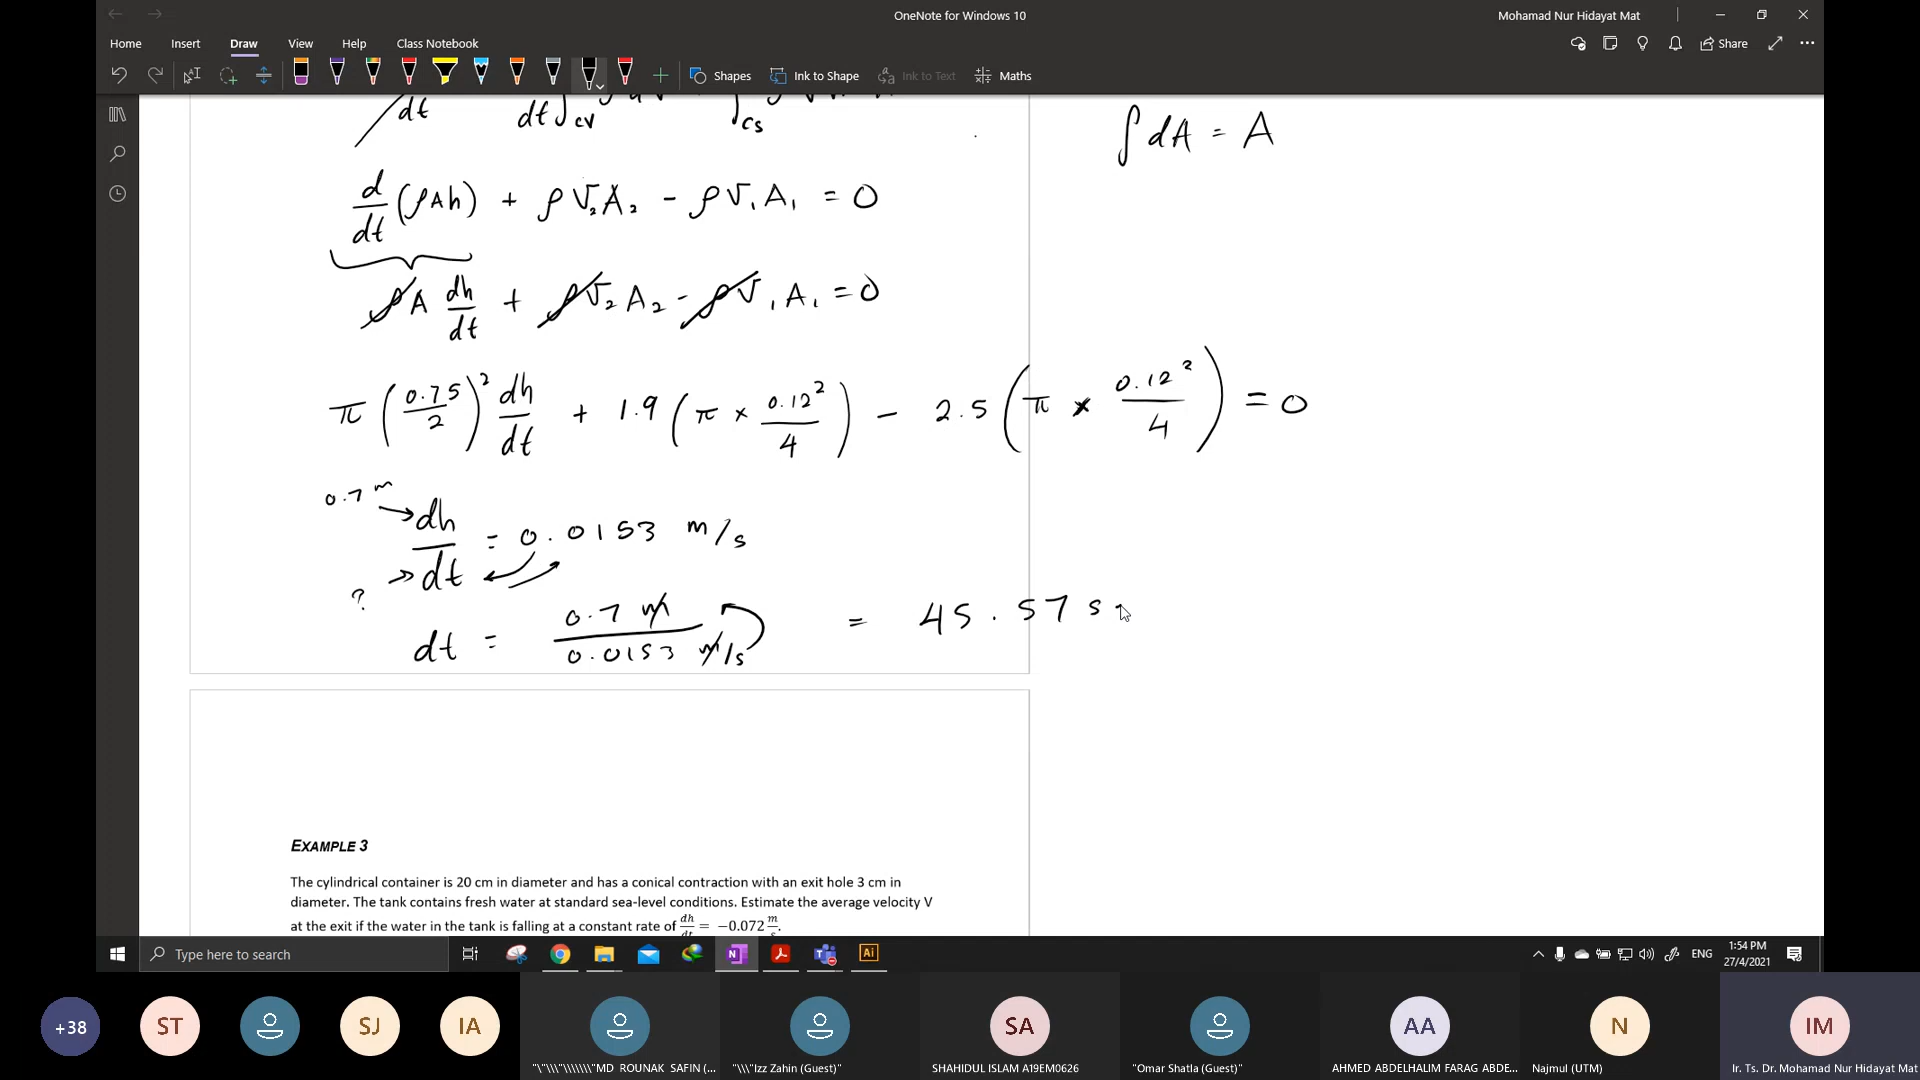 OneNote for Windows 10
Mohamad Nur Hidayat Mat
Home Insert Draw View Help Class Notebook
Share
Shapes Ink to Shape Ink to Text Maths
dt dt ∫cv ∫cs
∫dA = A
d/dt (ρAh) + ρV₂A₂ - ρV₁A₁ = 0
ρA dh/dt + ρV₂A₂ - ρV₁A₁ = 0
π(0.75/2)² dh/dt + 1.9(π × 0.12²/4) - 2.5(π × 0.12²/4) = 0
0.7 m
dh/dt = 0.0153 m/s
?
dt = 0.7 m / 0.0153 m/s = 45.57 s
EXAMPLE 3
The cylindrical container is 20 cm in diameter and has a conical contraction with an exit hole 3 cm in
diameter. The tank contains fresh water at standard sea-level conditions. Estimate the average velocity V
at the exit if the water in the tank is falling at a constant rate of dh/dt = −0.072 m/s.
Type here to search
ENG
1:54 PM
27/4/2021
+38 ST SJ IA SA AA N IM
"\"\\\"\\\\\\\"MD ROUNAK SAFIN (...
"\\\"Izz Zahin (Guest)"
SHAHIDUL ISLAM A19EM0626
"Omar Shatla (Guest)"
AHMED ABDELHALIM FARAG ABDE...
Najmul (UTM)
Ir. Ts. Dr. Mohamad Nur Hidayat Mat